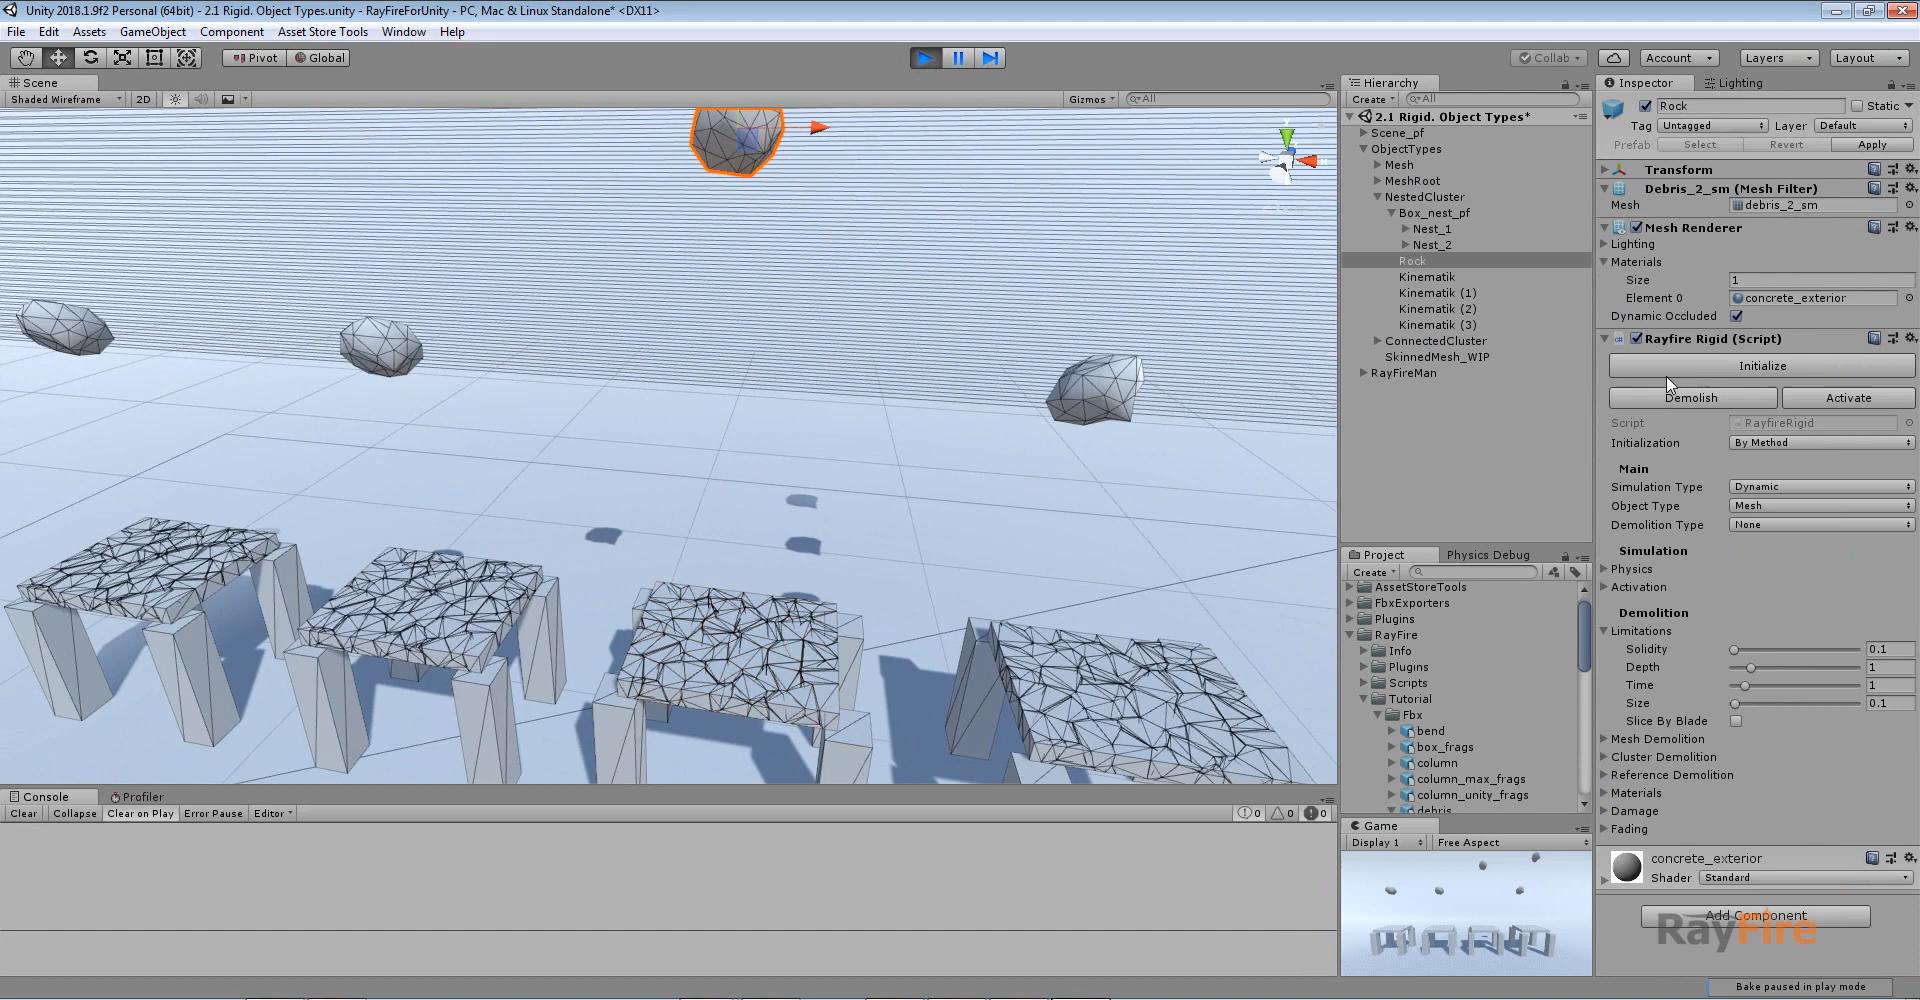 Unity 2018.1.9f2 Personal (64bit) - 2.1 Rigid. Object Types.unity - RayFireForUnity - PC, Mac & Linux Standalone* <DX11>
File Edit Assets GameObject Component Asset Store Tools Window Help
Pivot Global Collab Account Layers Layout
Scene
Shaded Wireframe 2D Gizmos All
Console Profiler
Clear Collapse Clear on Play Error Pause Editor 0 0 0
Hierarchy
Create All
2.1 Rigid. Object Types*
Scene_pf
ObjectTypes
Mesh
MeshRoot
NestedCluster
Box_nest_pf
Nest_1
Nest_2
Rock
Kinematik
Kinematik (1)
Kinematik (2)
Kinematik (3)
ConnectedCluster
SkinnedMesh_WIP
RayFireMan
Project Physics Debug
Create
AssetStoreTools
FbxExporters
Plugins
RayFire
Info
Plugins
Scripts
Tutorial
Fbx
bend
box_frags
column
column_max_frags
column_unity_frags
debris
Game
Display 1 Free Aspect
Inspector Lighting
Rock Static
Tag Untagged Layer Default
Prefab Select Revert Apply
Transform
Debris_2_sm (Mesh Filter)
Mesh debris_2_sm
Mesh Renderer
Lighting
Materials
Size 1
Element 0 concrete_exterior
Dynamic Occluded
Rayfire Rigid (Script)
Initialize
Demolish Activate
Script RayfireRigid
Initialization By Method
Main
Simulation Type Dynamic
Object Type Mesh
Demolition Type None
Simulation
Physics
Activation
Demolition
Limitations
Solidity 0.1
Depth 1
Time 1
Size 0.1
Slice By Blade
Mesh Demolition
Cluster Demolition
Reference Demolition
Materials
Damage
Fading
concrete_exterior
Shader Standard
Add Component
RayFire
Bake paused in play mode